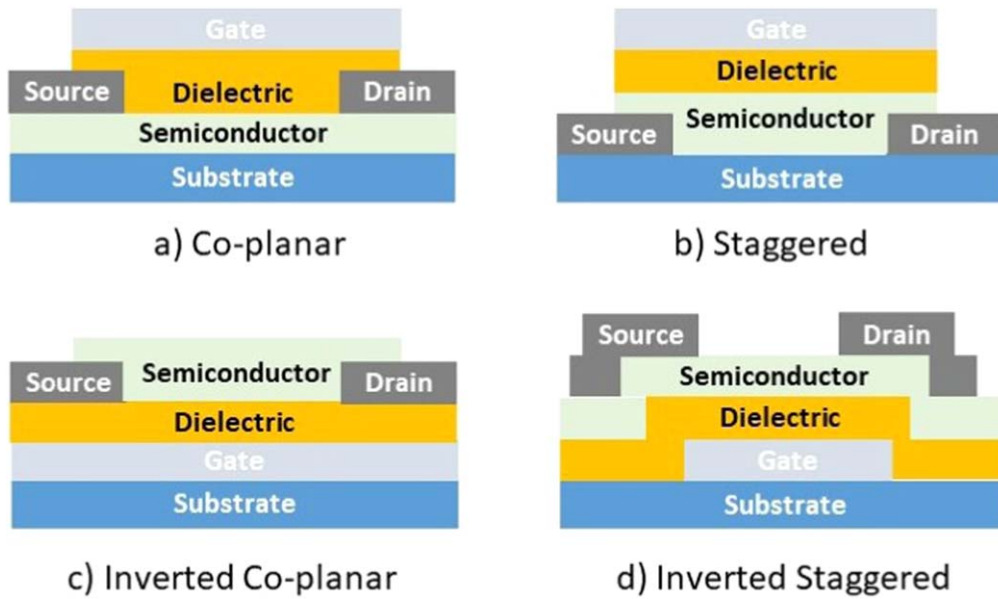 Gate
Dielectric
Source
Drain
Semiconductor
Substrate
a) Co-planar
Gate
Dielectric
Semiconductor
Source
Drain
Substrate
b) Staggered
Semiconductor
Source
Drain
Dielectric
Gate
Substrate
c) Inverted Co-planar
Source
Drain
Semiconductor
Dielectric
Gate
Substrate
d) Inverted Staggered